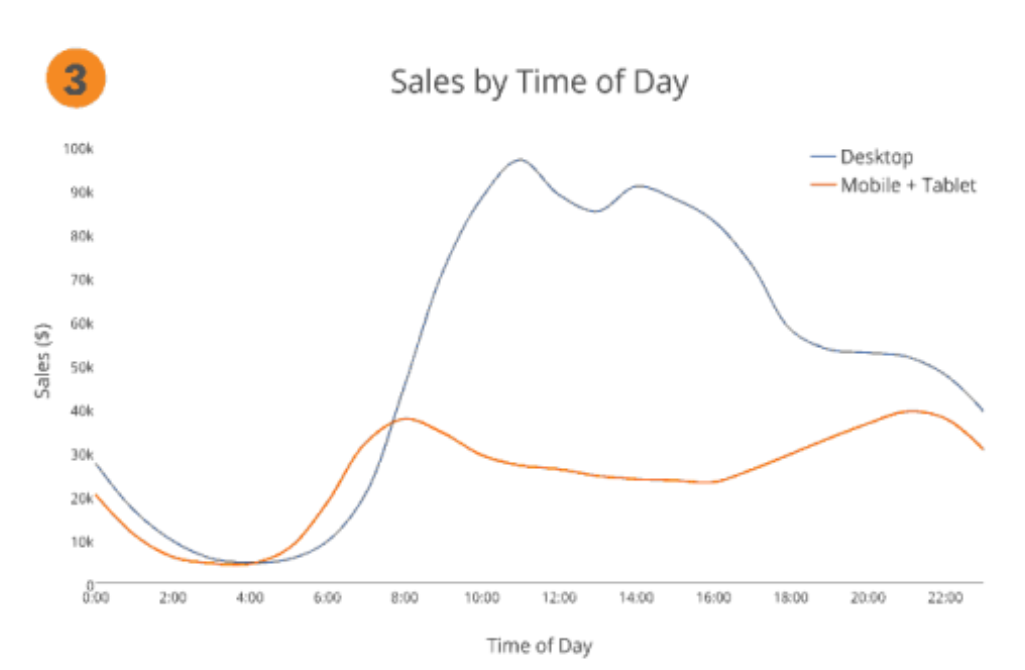 3
Sales by Time of Day
Desktop
Mobile + Tablet
100k
90k
80k
70k
60k
50k
40k
30k
20k
10k
0
Sales ($)
0:00 2:00 4:00 6:00 8:00 10:00 12:00 14:00 16:00 18:00 20:00 22:00
Time of Day